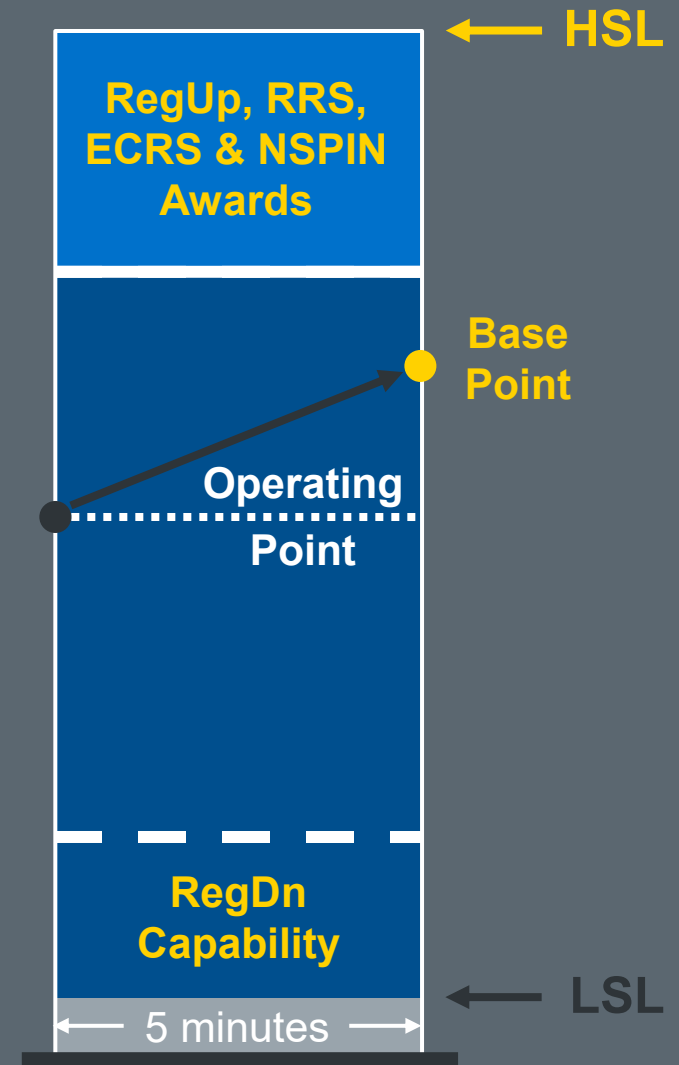 HSL
RegUp, RRS,
ECRS & NSPIN
Awards
Base
Point
Operating
Point
RegDn
Capability
LSL
5 minutes